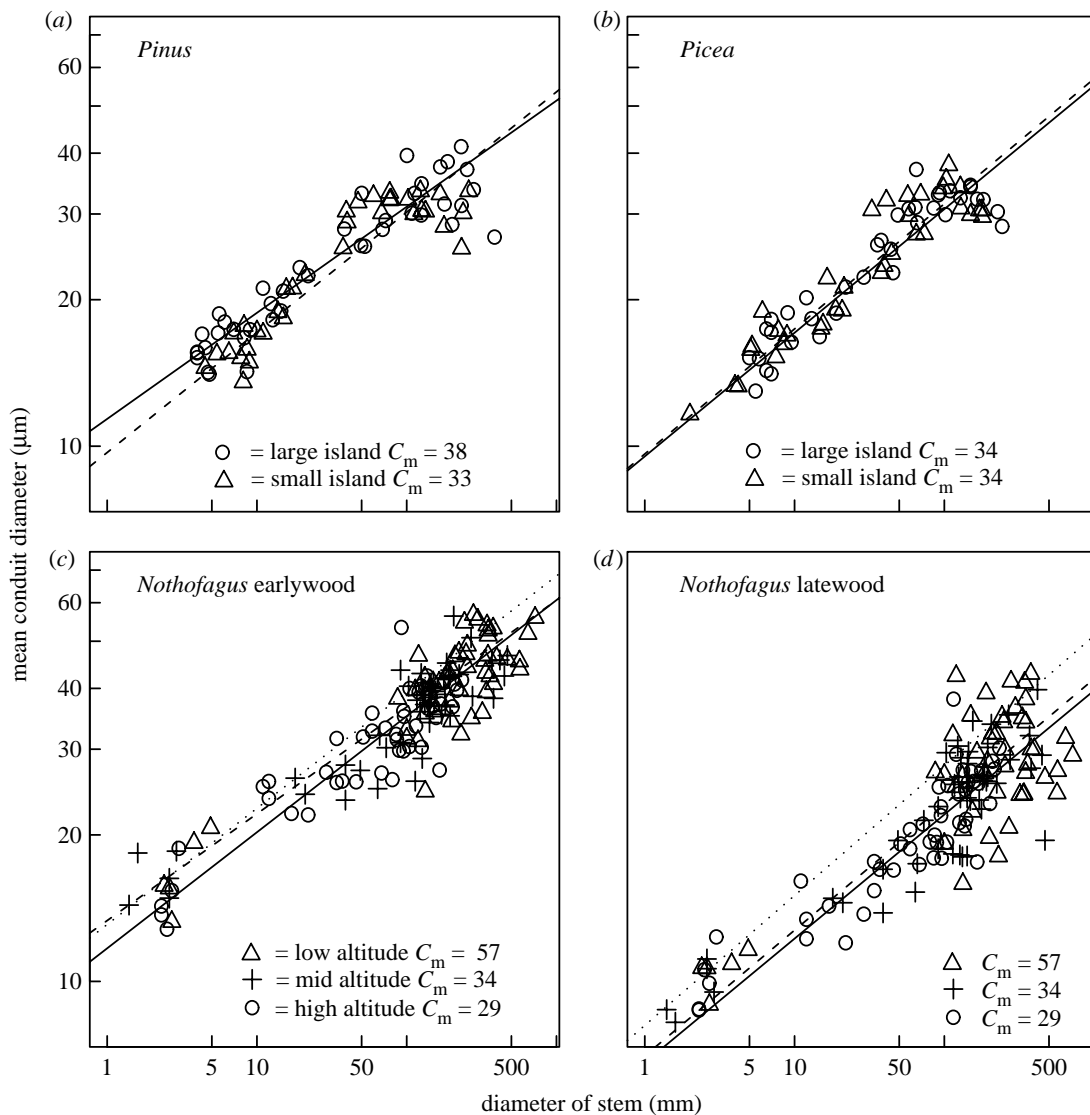 (a)
Pinus
(b)
Picea
60
40
30
20
10
= large island Cm = 38
= small island Cm = 33
= large island Cm = 34
= small island Cm = 34
mean conduit diameter (μm)
(c)
Nothofagus earlywood
(d)
Nothofagus latewood
60
40
30
20
10
= low altitude Cm = 57
= mid altitude Cm = 34
= high altitude Cm = 29
Cm = 57
Cm = 34
Cm = 29
1 5 10 50 100 500
1 5 10 50 100 500
diameter of stem (mm)